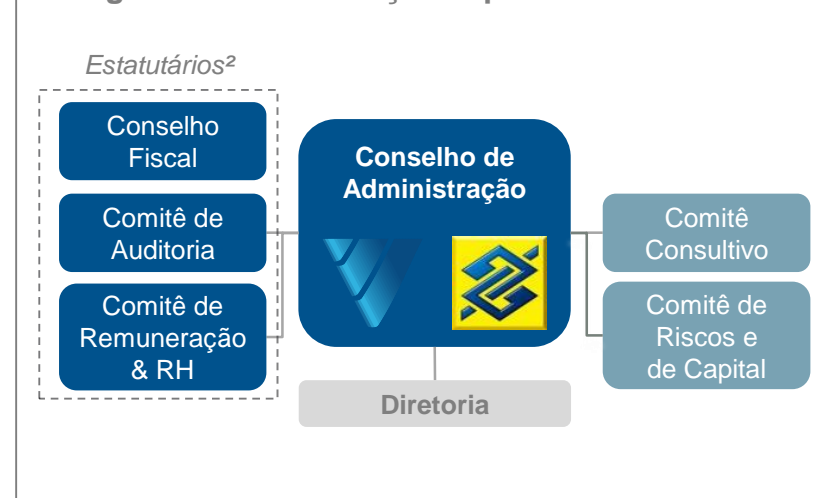 Estatutários²
Conselho
Fiscal
Comitê de
Auditoria
Comitê de
Remuneração
& RH
Conselho de
Administração
Diretoria
Comitê
Consultivo
Comitê de
Riscos e
de Capital